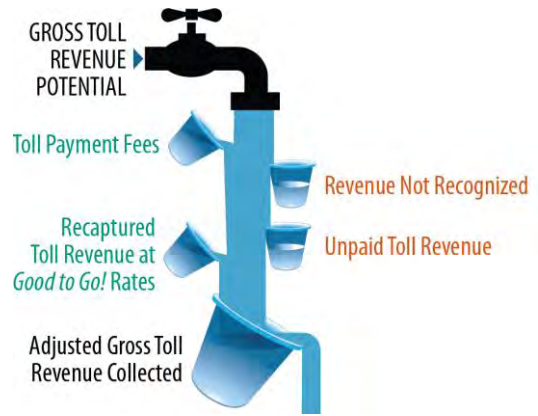 GROSS TOLL
REVENUE
POTENTIAL
Toll Payment Fees
Revenue Not Recognized
Recaptured
Toll Revenue at
Good to Go! Rates
Unpaid Toll Revenue
Adjusted Gross Toll
Revenue Collected